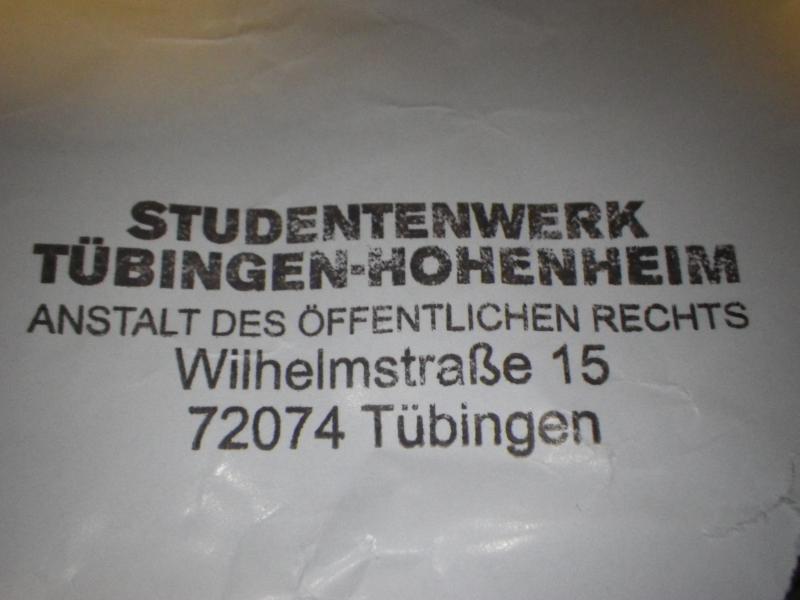 STUDENTENWERK
TÜBINGEN-HOHENHEIM
ANSTALT DES ÖFFENTLICHEN RECHTS
Wilhelmstraße 15
72074 Tübingen